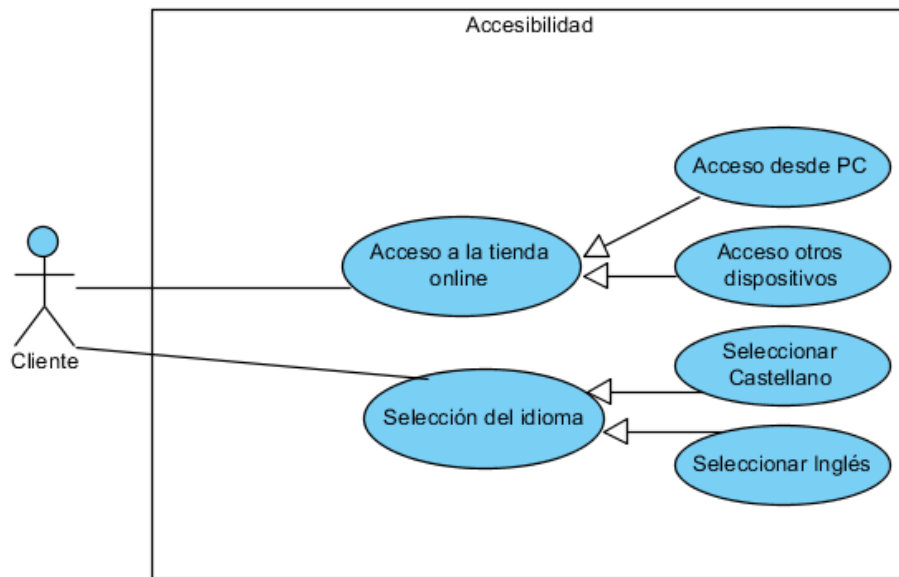 Accesibilidad
Acceso desde PC
Acceso a la tienda
online
Acceso otros
dispositivos
Cliente
Seleccionar
Castellano
Selección del idioma
Seleccionar Inglés